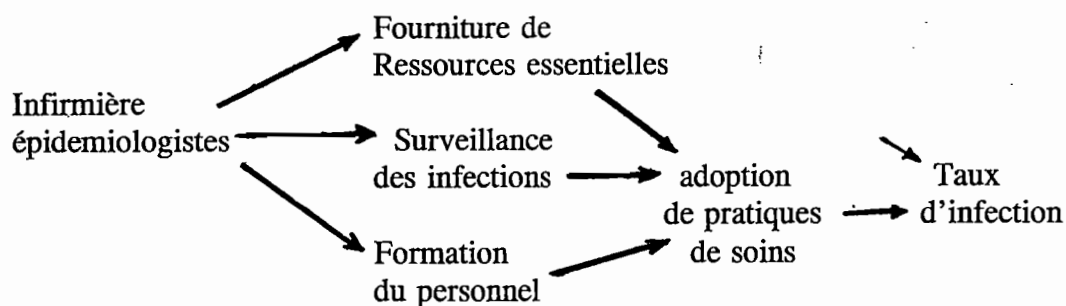 Fourniture de
Ressources essentielles
Infirmière
épidemiologistes
Surveillance
des infections
adoption
de pratiques
de soins
Taux
d'infection
Formation
du personnel